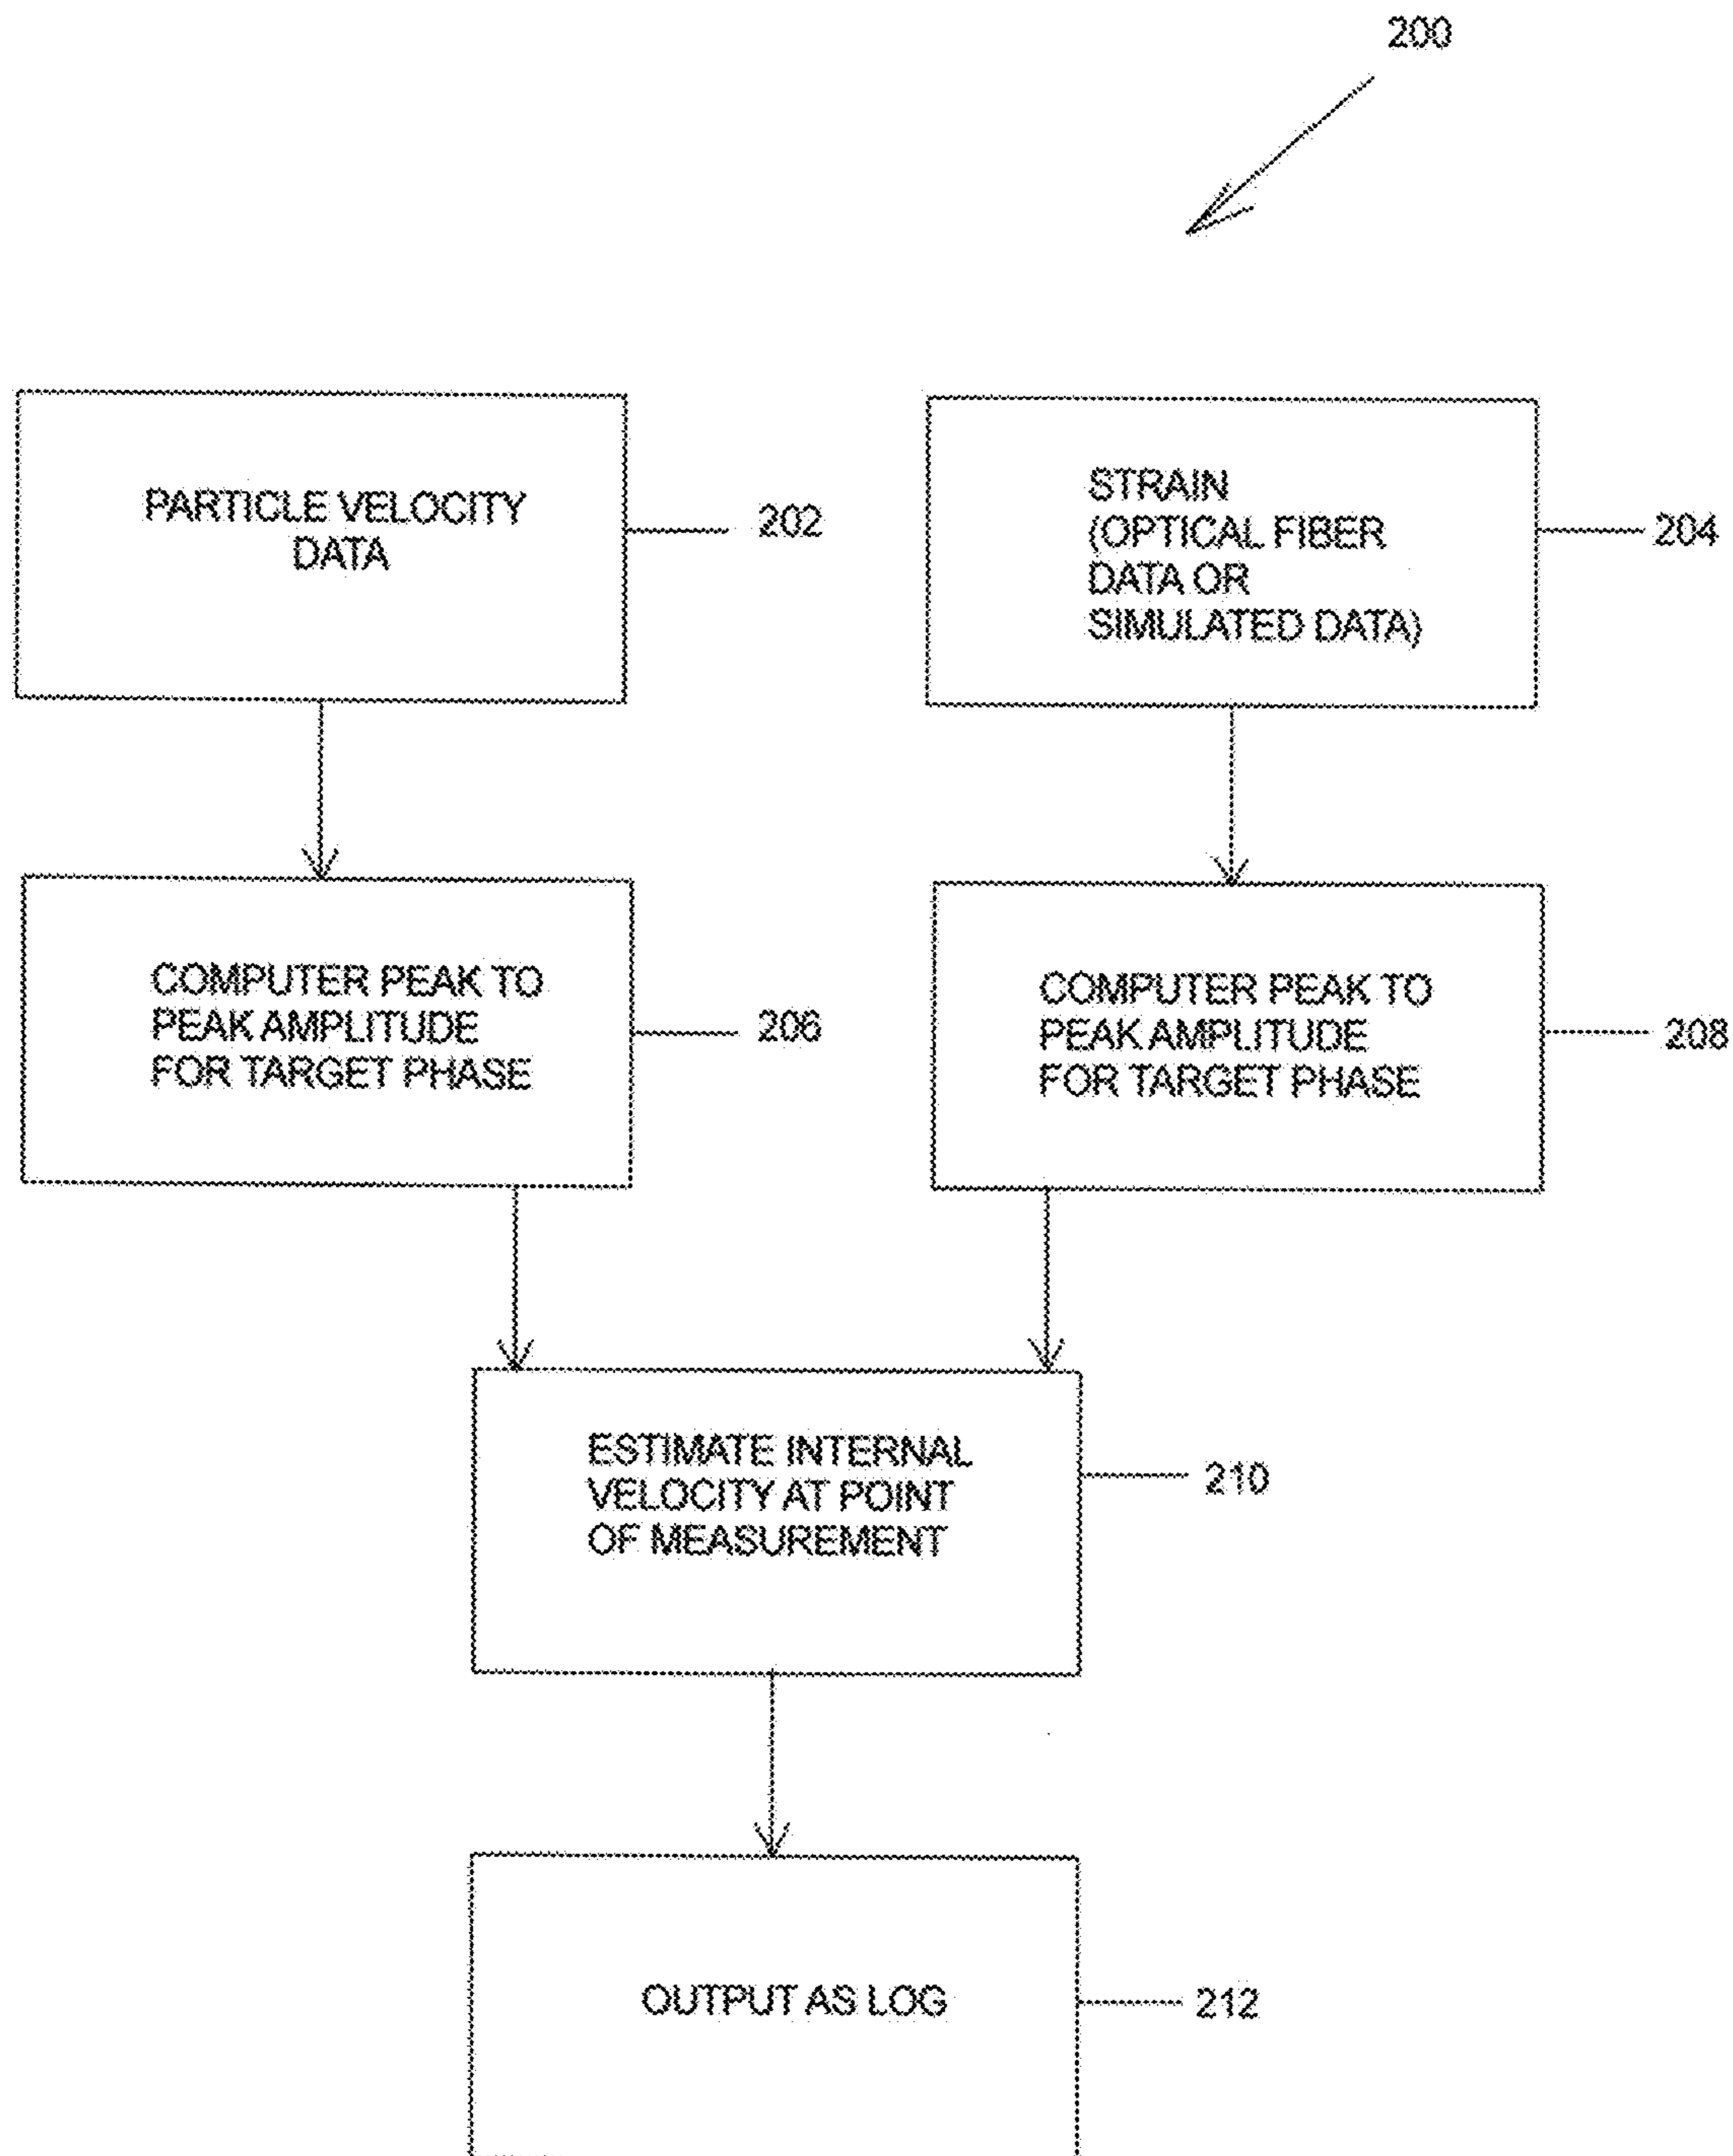 200
PARTICLE VELOCITY
DATA
202
STRAIN
(OPTICAL FIBER
DATA OR
SIMULATED DATA)
204
COMPUTER PEAK TO
PEAK AMPLITUDE
FOR TARGET PHASE
206
COMPUTER PEAK TO
PEAK AMPLITUDE
FOR TARGET PHASE
208
ESTIMATE INTERNAL
VELOCITY AT POINT
OF MEASUREMENT
210
OUTPUT AS LOG
212